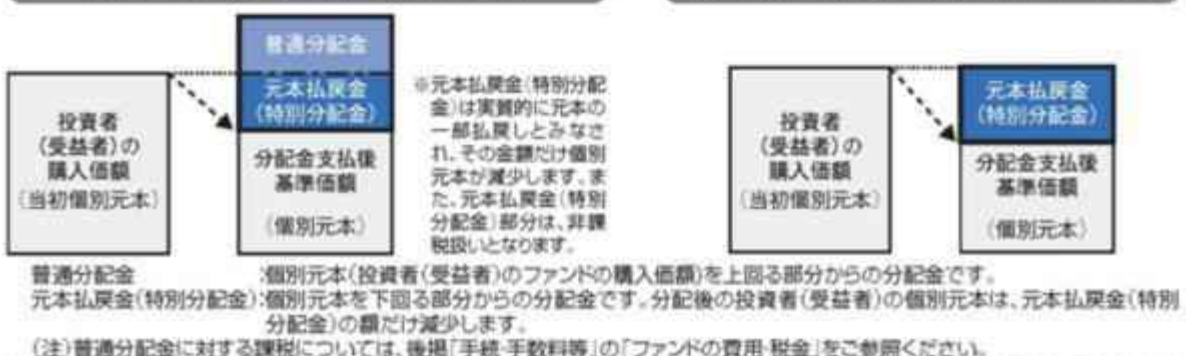 普通分配金
元本払戻金
(特別分配金)
投資者
(受益者)の
購入価額
(当初個別元本)
分配金支払後
基準価額
(個別元本)
※元本払戻金(特別分配
金)は実質的に元本の
一部払戻しとみなさ
れ、その金額だけ個別
元本が減少します。ま
た、元本払戻金(特別
分配金)部分は、非課
税扱いとなります。
投資者
(受益者)の
購入価額
(当初個別元本)
元本払戻金
(特別分配金)
分配金支払後
基準価額
(個別元本)
普通分配金 :個別元本(投資者(受益者)のファンドの購入価額)を上回る部分からの分配金です。
元本払戻金(特別分配金):個別元本を下回る部分からの分配金です。分配後の投資者(受益者)の個別元本は、元本払戻金(特別
分配金)の額だけ減少します。
(注)普通分配金に対する課税については、後掲「手続・手数料等」の「ファンドの費用・税金」をご参照ください。